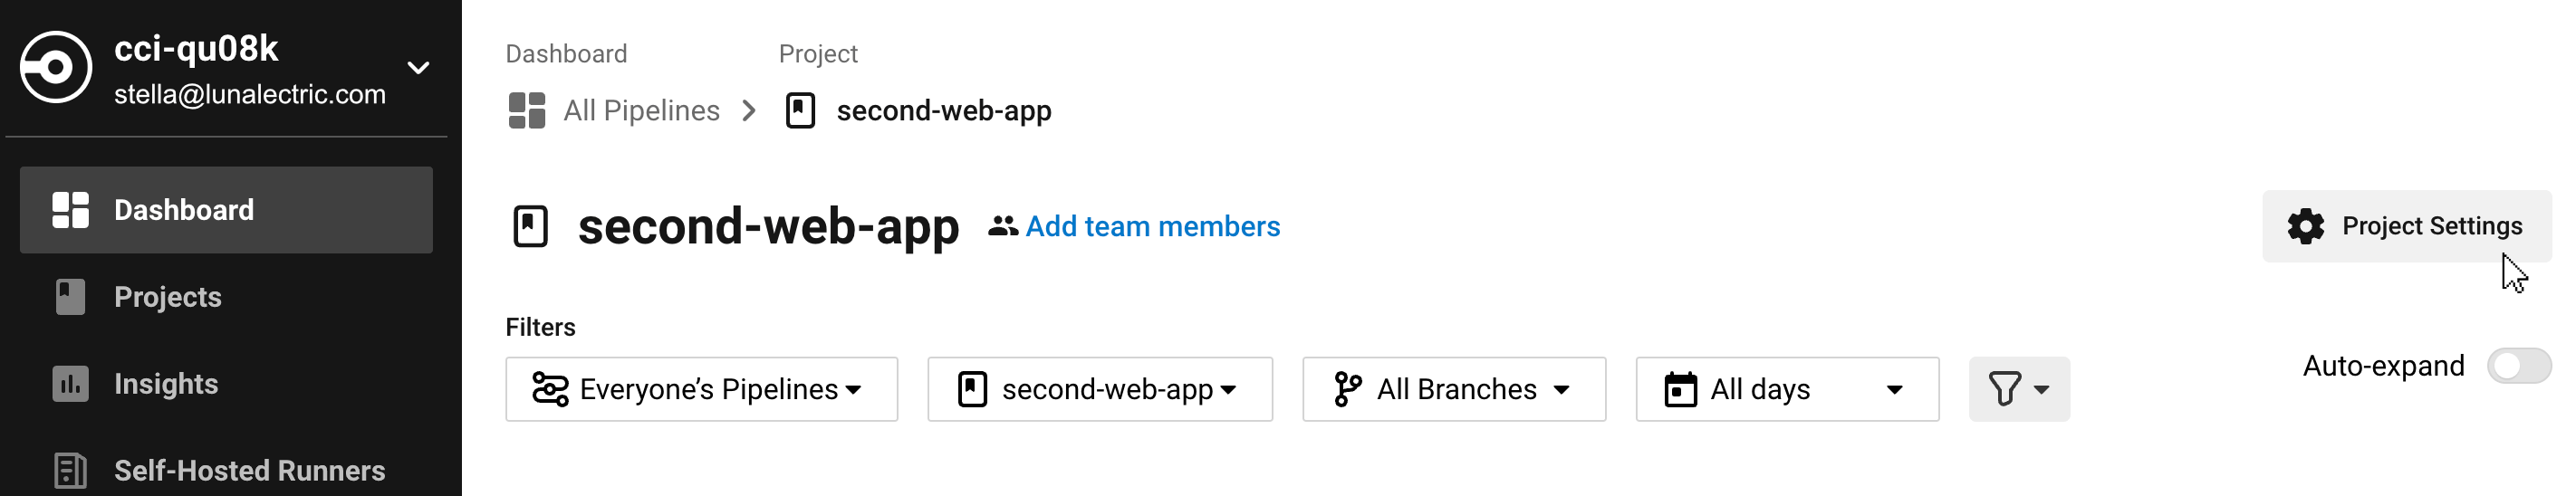 cci-qu08k
stella@lunalectric.com
Dashboard
Projects
Insights
Self-Hosted Runners
Dashboard Project
All Pipelines second-web-app
second-web-app Add team members
Project Settings
Filters
Everyone’s Pipelines second-web-app All Branches All days
Auto-expand